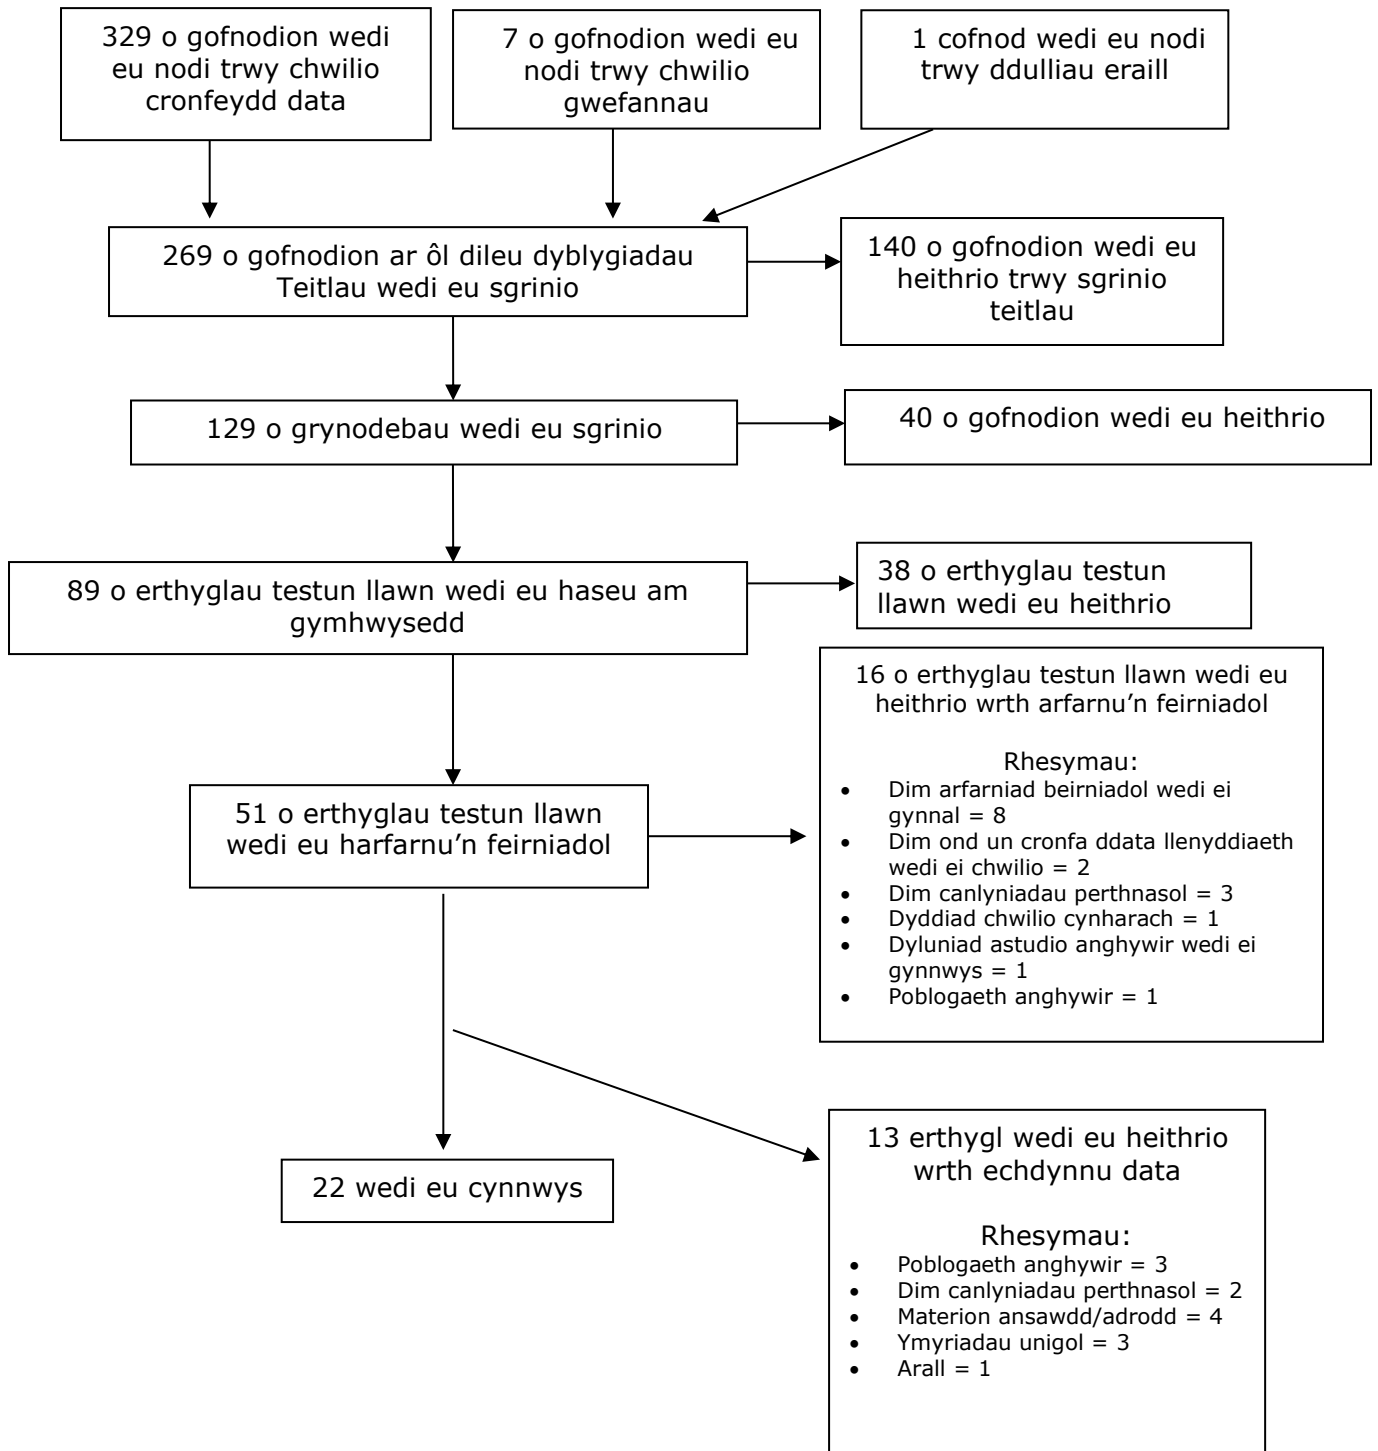 329 o gofnodion wedi
eu nodi trwy chwilio
cronfeydd data
7 o gofnodion wedi eu
nodi trwy chwilio
gwefannau
1 cofnod wedi eu nodi
trwy ddulliau eraill
269 o gofnodion ar ôl dileu dyblygiadau
Teitlau wedi eu sgrinio
140 o gofnodion wedi eu
heithrio trwy sgrinio
teitlau
129 o grynodebau wedi eu sgrinio
40 o gofnodion wedi eu heithrio
89 o erthyglau testun llawn wedi eu haseu am
gymhwysedd
38 o erthyglau testun
llawn wedi eu heithrio
16 o erthyglau testun llawn wedi eu
heithrio wrth arfarnu’n feirniadol
Rhesymau:
• Dim arfarniad beirniadol wedi ei
gynnal = 8
• Dim ond un cronfa ddata llenyddiaeth
wedi ei chwilio = 2
• Dim canlyniadau perthnasol = 3
• Dyddiad chwilio cynharach = 1
• Dyluniad astudio anghywir wedi ei
gynnwys = 1
• Poblogaeth anghywir = 1
51 o erthyglau testun llawn
wedi eu harfarnu’n feirniadol
13 erthygl wedi eu heithrio
wrth echdynnu data
Rhesymau:
• Poblogaeth anghywir = 3
• Dim canlyniadau perthnasol = 2
• Materion ansawdd/adrodd = 4
• Ymyriadau unigol = 3
• Arall = 1
22 wedi eu cynnwys